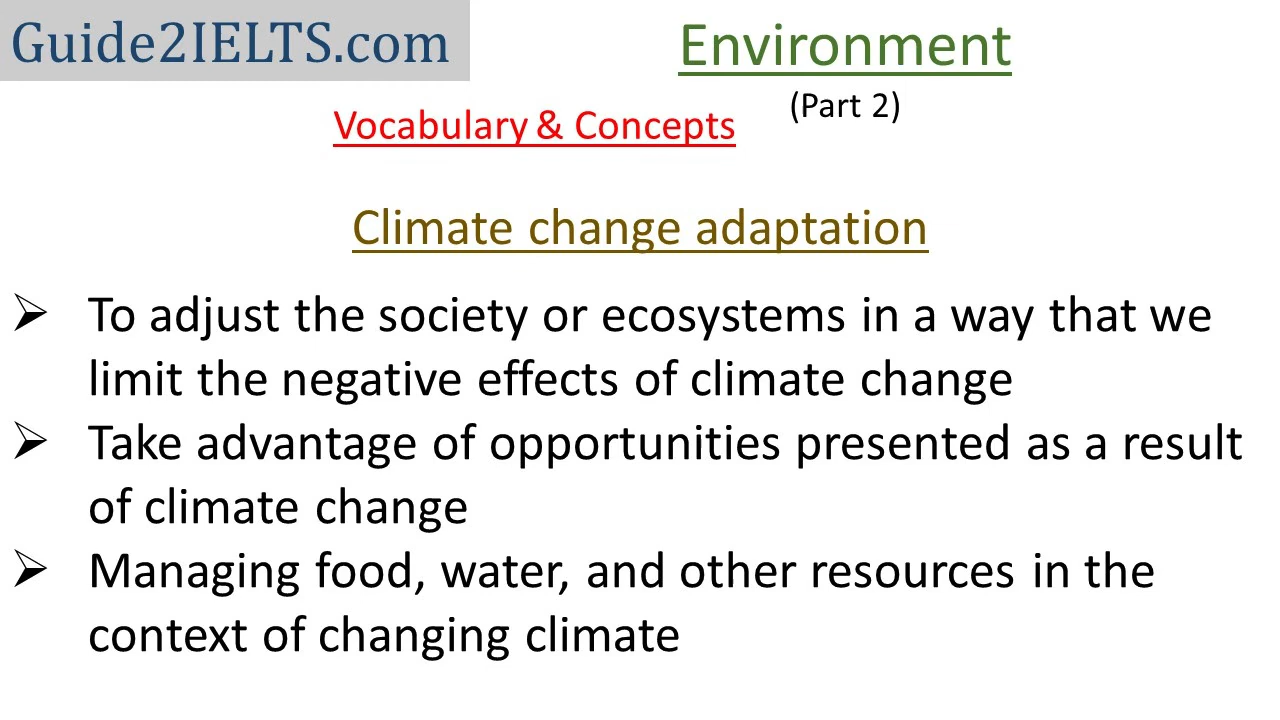 Guide2IELTS.com
Environment
(Part 2)
Vocabulary & Concepts
Climate change adaptation
➢ To adjust the society or ecosystems in a way that we
limit the negative effects of climate change
➢ Take advantage of opportunities presented as a result
of climate change
➢ Managing food, water, and other resources in the
context of changing climate